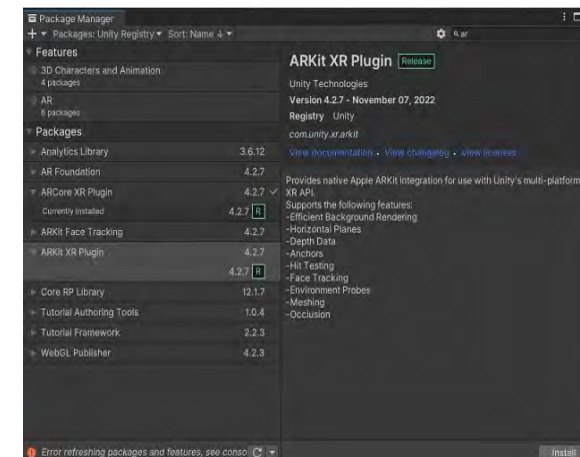 Package Manager
+ Packages: Unity Registry Sort: Name ↓
ar
Features
3D Characters and Animation
4 packages
AR
6 packages
Packages
Analytics Library 3.6.12
AR Foundation 4.2.7
ARCore XR Plugin 4.2.7
Currently installed 4.2.7 R
ARKit Face Tracking 4.2.7
ARKit XR Plugin 4.2.7
4.2.7 R
Core RP Library 12.1.7
Tutorial Authoring Tools 1.0.4
Tutorial Framework 2.2.3
WebGL Publisher 4.2.3
Error refreshing packages and features, see conso
ARKit XR Plugin Release
Unity Technologies
Version 4.2.7 - November 07, 2022
Registry Unity
com.unity.xr.arkit
View documentation • View changelog • View licenses
Provides native Apple ARKit integration for use with Unity's multi-platform
XR API.
Supports the following features:
-Efficient Background Rendering
-Horizontal Planes
-Depth Data
-Anchors
-Hit Testing
-Face Tracking
-Environment Probes
-Meshing
-Occlusion
Install